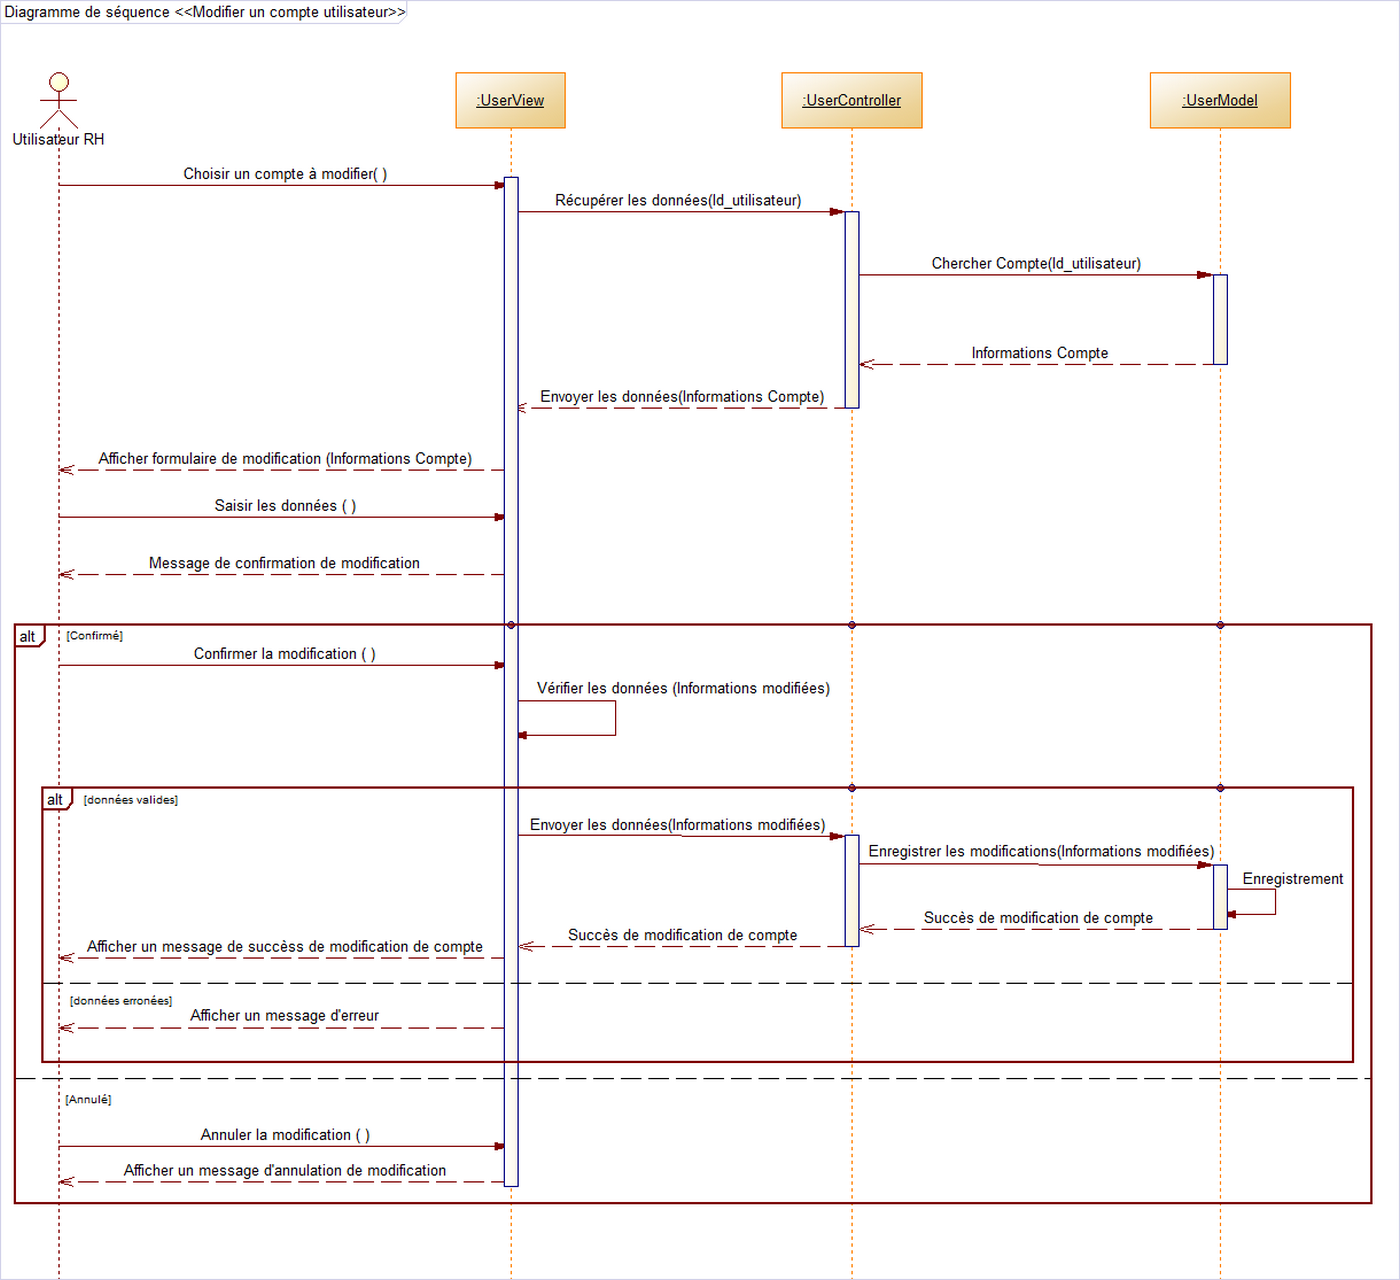 Diagramme de séquence <<Modifier un compte utilisateur>>
:UserView
:UserController
:UserModel
Utilisateur RH
Choisir un compte à modifier( )
Récupérer les données(Id_utilisateur)
Chercher Compte(Id_utilisateur)
Informations Compte
Envoyer les données(Informations Compte)
Afficher formulaire de modification (Informations Compte)
Saisir les données ( )
Message de confirmation de modification
alt
[Confirmé]
Confirmer la modification ( )
Vérifier les données (Informations modifiées)
alt
[données valides]
Envoyer les données(Informations modifiées)
Enregistrer les modifications(Informations modifiées)
Enregistrement
Succès de modification de compte
Succès de modification de compte
Afficher un message de succèss de modification de compte
[données erronées]
Afficher un message d'erreur
[Annulé]
Annuler la modification ( )
Afficher un message d'annulation de modification